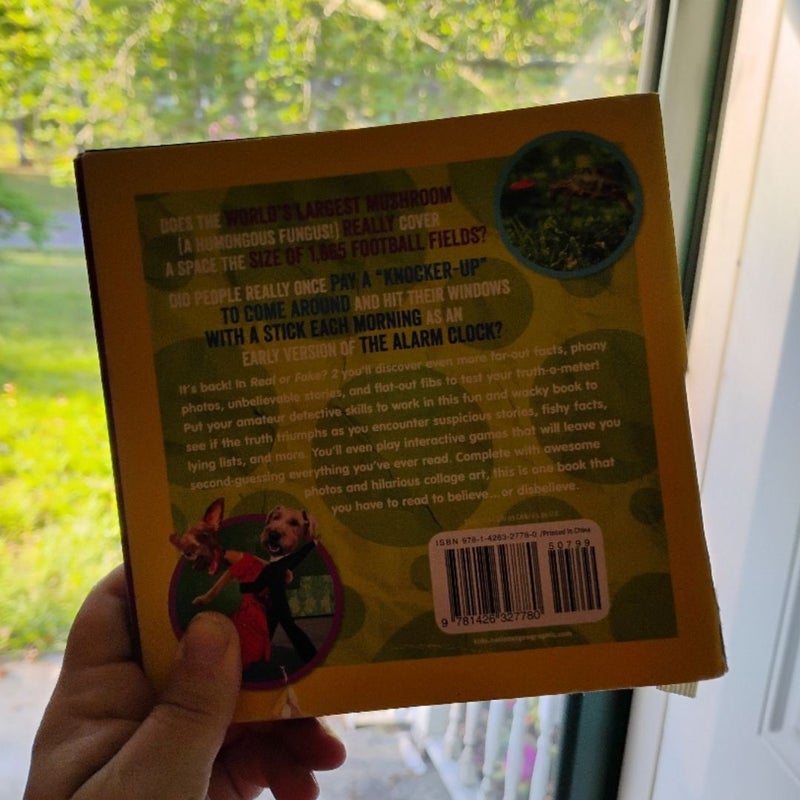 DOES THE WORLD'S LARGEST MUSHROOM
(A HUMONGOUS FUNGUS!) REALLY COVER
A SPACE THE SIZE OF 1,665 FOOTBALL FIELDS?
DID PEOPLE REALLY ONCE PAY A "KNOCKER-UP"
TO COME AROUND AND HIT THEIR WINDOWS
WITH A STICK EACH MORNING AS AN
EARLY VERSION OF THE ALARM CLOCK?
It's back! In Real or Fake? 2 you'll discover even more far-out facts, phony
photos, unbelievable stories, and flat-out fibs to test your truth-o-meter!
Put your amateur detective skills to work in this fun and wacky book to
see if the truth triumphs as you encounter suspicious stories, fishy facts,
lying lists, and more. You'll even play interactive games that will leave you
second-guessing everything you've ever read. Complete with awesome
photos and hilarious collage art, this is one book that
you have to read to believe...or disbelieve.
ISBN 978-1-4263-2778-0 /Printed in China
50799
9 781426 327780
kids.nationalgeographic.com